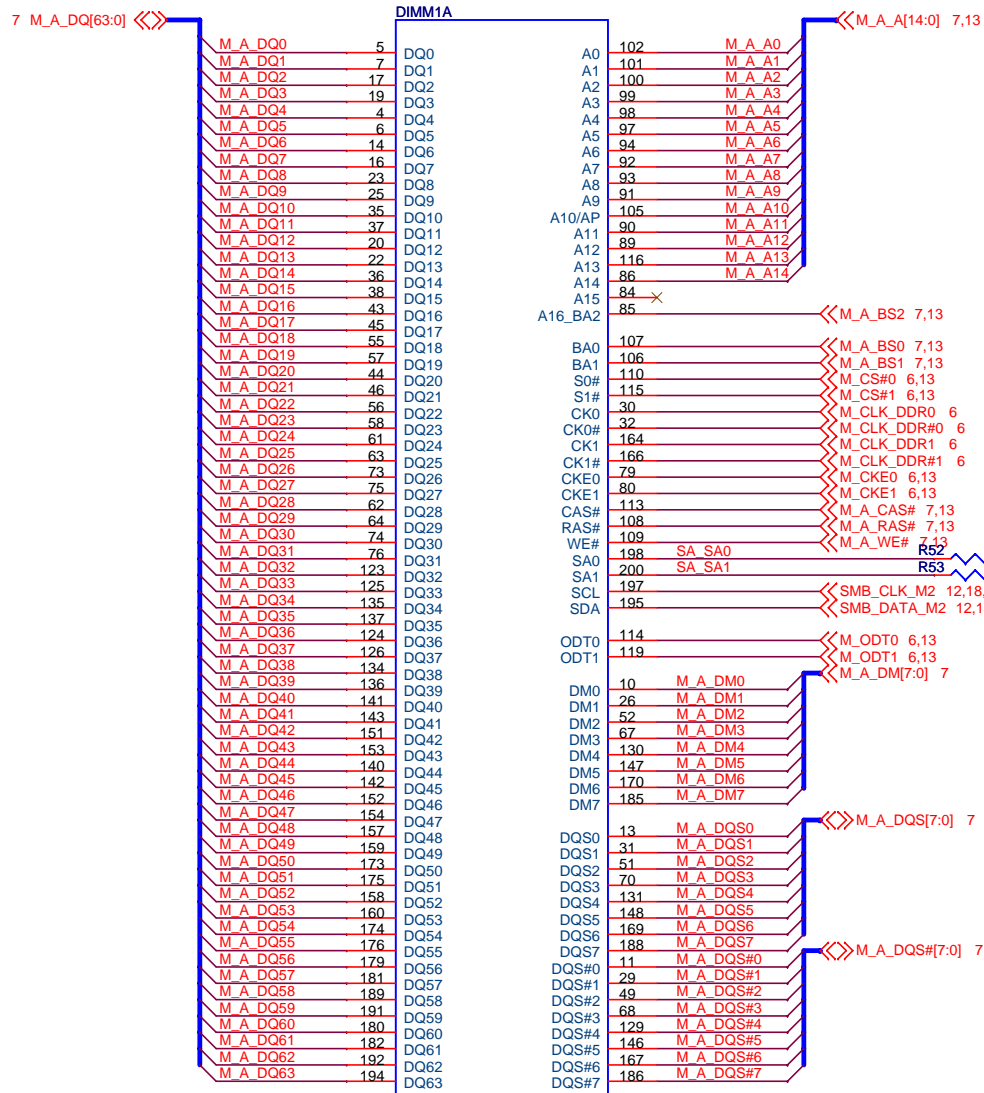 DIMM1A
7 M_A_DQ[63:0] M_A_A[14:0] 7,13
M_A_DQ0 5 DQ0 A0 102 M_A_A0
M_A_DQ1 7 DQ1 A1 101 M_A_A1
M_A_DQ2 17 DQ2 A2 100 M_A_A2
M_A_DQ3 19 DQ3 A3 99 M_A_A3
M_A_DQ4 4 DQ4 A4 98 M_A_A4
M_A_DQ5 6 DQ5 A5 97 M_A_A5
M_A_DQ6 14 DQ6 A6 94 M_A_A6
M_A_DQ7 16 DQ7 A7 92 M_A_A7
M_A_DQ8 23 DQ8 A8 93 M_A_A8
M_A_DQ9 25 DQ9 A9 91 M_A_A9
M_A_DQ10 35 DQ10 A10/AP 105 M_A_A10
M_A_DQ11 37 DQ11 A11 90 M_A_A11
M_A_DQ12 20 DQ12 A12 89 M_A_A12
M_A_DQ13 22 DQ13 A13 116 M_A_A13
M_A_DQ14 36 DQ14 A14 86 M_A_A14
M_A_DQ15 38 DQ15 A15 84
M_A_DQ16 43 DQ16 A16_BA2 85 M_A_BS2 7,13
M_A_DQ17 45 DQ17
M_A_DQ18 55 DQ18 BA0 107 M_A_BS0 7,13
M_A_DQ19 57 DQ19 BA1 106 M_A_BS1 7,13
M_A_DQ20 44 DQ20 S0# 110 M_CS#0 6,13
M_A_DQ21 46 DQ21 S1# 115 M_CS#1 6,13
M_A_DQ22 56 DQ22 CK0 30 M_CLK_DDR0 6
M_A_DQ23 58 DQ23 CK0# 32 M_CLK_DDR#0 6
M_A_DQ24 61 DQ24 CK1 164 M_CLK_DDR1 6
M_A_DQ25 63 DQ25 CK1# 166 M_CLK_DDR#1 6
M_A_DQ26 73 DQ26 CKE0 79 M_CKE0 6,13
M_A_DQ27 75 DQ27 CKE1 80 M_CKE1 6,13
M_A_DQ28 62 DQ28 CAS# 113 M_A_CAS# 7,13
M_A_DQ29 64 DQ29 RAS# 108 M_A_RAS# 7,13
M_A_DQ30 74 DQ30 WE# 109 M_A_WE# 7,13
M_A_DQ31 76 DQ31 SA0 198 SA_SA0 R52
M_A_DQ32 123 DQ32 SA1 200 SA_SA1 R53
M_A_DQ33 125 DQ33 SCL 197 SMB_CLK_M2 12,18,
M_A_DQ34 135 DQ34 SDA 195 SMB_DATA_M2 12,1
M_A_DQ35 137 DQ35
M_A_DQ36 124 DQ36 ODT0 114 M_ODT0 6,13
M_A_DQ37 126 DQ37 ODT1 119 M_ODT1 6,13
M_A_DQ38 134 DQ38 M_A_DM[7:0] 7
M_A_DQ39 136 DQ39 DM0 10 M_A_DM0
M_A_DQ40 141 DQ40 DM1 26 M_A_DM1
M_A_DQ41 143 DQ41 DM2 52 M_A_DM2
M_A_DQ42 151 DQ42 DM3 67 M_A_DM3
M_A_DQ43 153 DQ43 DM4 130 M_A_DM4
M_A_DQ44 140 DQ44 DM5 147 M_A_DM5
M_A_DQ45 142 DQ45 DM6 170 M_A_DM6
M_A_DQ46 152 DQ46 DM7 185 M_A_DM7
M_A_DQ47 154 DQ47 M_A_DQS[7:0] 7
M_A_DQ48 157 DQ48 DQS0 13 M_A_DQS0
M_A_DQ49 159 DQ49 DQS1 31 M_A_DQS1
M_A_DQ50 173 DQ50 DQS2 51 M_A_DQS2
M_A_DQ51 175 DQ51 DQS3 70 M_A_DQS3
M_A_DQ52 158 DQ52 DQS4 131 M_A_DQS4
M_A_DQ53 160 DQ53 DQS5 148 M_A_DQS5
M_A_DQ54 174 DQ54 DQS6 169 M_A_DQS6
M_A_DQ55 176 DQ55 DQS7 188 M_A_DQS7 M_A_DQS#[7:0] 7
M_A_DQ56 179 DQ56 DQS#0 11 M_A_DQS#0
M_A_DQ57 181 DQ57 DQS#1 29 M_A_DQS#1
M_A_DQ58 189 DQ58 DQS#2 49 M_A_DQS#2
M_A_DQ59 191 DQ59 DQS#3 68 M_A_DQS#3
M_A_DQ60 180 DQ60 DQS#4 129 M_A_DQS#4
M_A_DQ61 182 DQ61 DQS#5 146 M_A_DQS#5
M_A_DQ62 192 DQ62 DQS#6 167 M_A_DQS#6
M_A_DQ63 194 DQ63 DQS#7 186 M_A_DQS#7